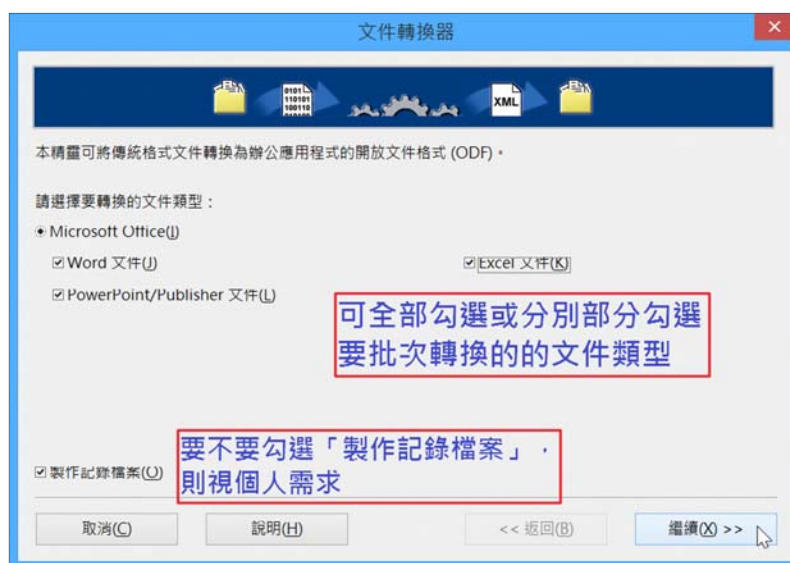 文件轉換器
0101
110101
100110
XML
本精靈可將傳統格式文件轉換為辦公應用程式的開放文件格式 (ODF)。
請選擇要轉換的文件類型：
Microsoft Office(I)
Word 文件(J)
Excel 文件(K)
PowerPoint/Publisher 文件(L)
可全部勾選或分別部分勾選
要批次轉換的的文件類型
製作記錄檔案(U)
要不要勾選「製作記錄檔案」，
則視個人需求
取消(C)
說明(H)
<< 返回(B)
繼續(X) >>